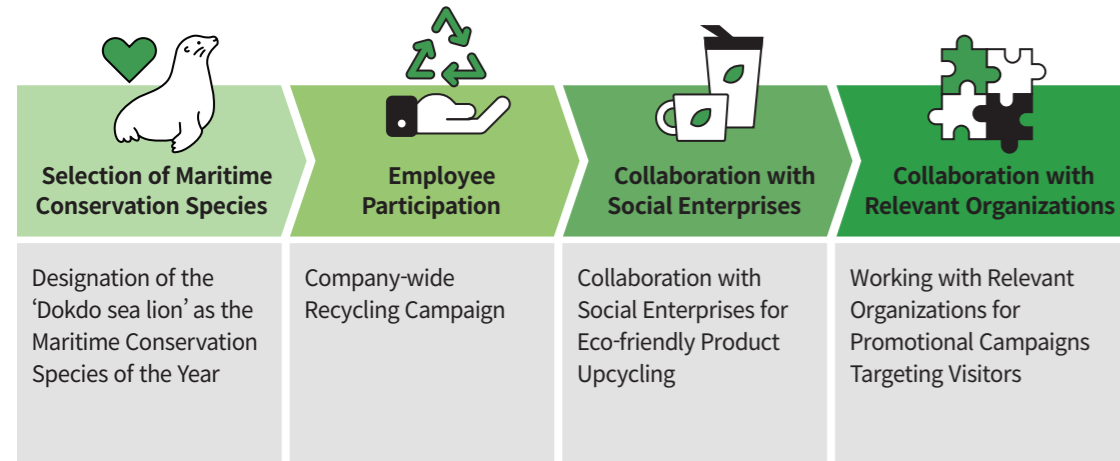 Selection of Maritime
Conservation Species
Employee
Participation
Collaboration with
Social Enterprises
Collaboration with
Relevant Organizations
Designation of the
‘Dokdo sea lion’ as the
Maritime Conservation
Species of the Year
Company-wide
Recycling Campaign
Collaboration with
Social Enterprises for
Eco-friendly Product
Upcycling
Working with Relevant
Organizations for
Promotional Campaigns
Targeting Visitors